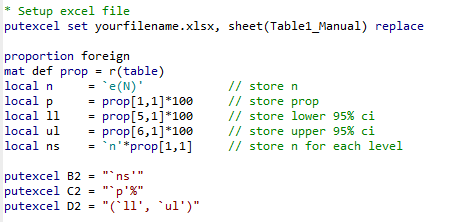 * Setup excel file
putexcel set yourfilename.xlsx, sheet(Table1_Manual) replace

proportion foreign
mat def prop = r(table)
local n      = `e(N)'            // store n
local p      = prop[1,1]*100     // store prop
local ll     = prop[5,1]*100     // store lower 95% ci
local ul     = prop[6,1]*100     // store upper 95% ci
local ns     = `n'*prop[1,1]     // store n for each level

putexcel B2 = "`ns'"
putexcel C2 = "`p'%"
putexcel D2 = "(`ll', `ul')"